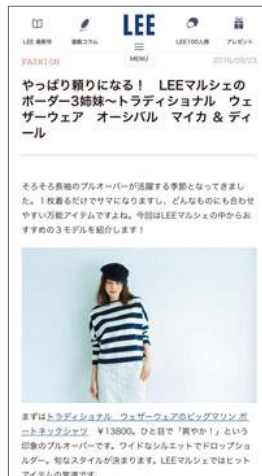 LEE 最新号
連載コラム
LEE
MENU
LEE100人隊
プレゼント
FASHION
2016/09/23
やっぱり頼りになる！　LEEマルシェの
ボーダー3姉妹～トラディショナル　ウェ
ザーウェア　オーシバル　マイカ & ディ
ール
そろそろ長袖のプルオーバーが活躍する季節となってきまし
た。１枚着るだけでサマになりますし、どんなものにも合わせ
やすい万能アイテムですよね。今回はLEEマルシェの中からお
すすめの３モデルを紹介します！
まずはトラディショナル　ウェザーウェアのビッグマリン ボ
ートネックシャツ　￥13800。ひと目で「爽やか！」という
印象のプルオーバーです。ワイドなシルエットでドロップショ
ルダー。旬なスタイルが決まります。LEEマルシェではヒット
アイテムの常連です。